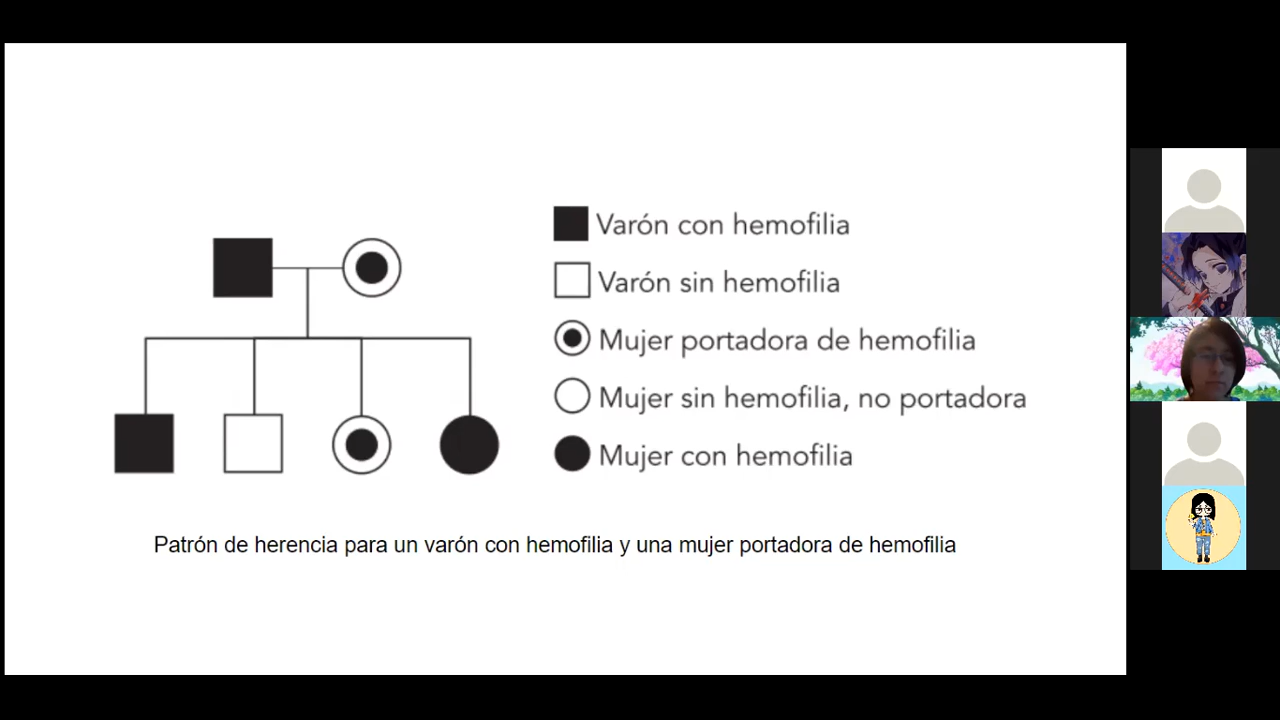 Varón con hemofilia
Varón sin hemofilia
Mujer portadora de hemofilia
Mujer sin hemofilia, no portadora
Mujer con hemofilia
Patrón de herencia para un varón con hemofilia y una mujer portadora de hemofilia